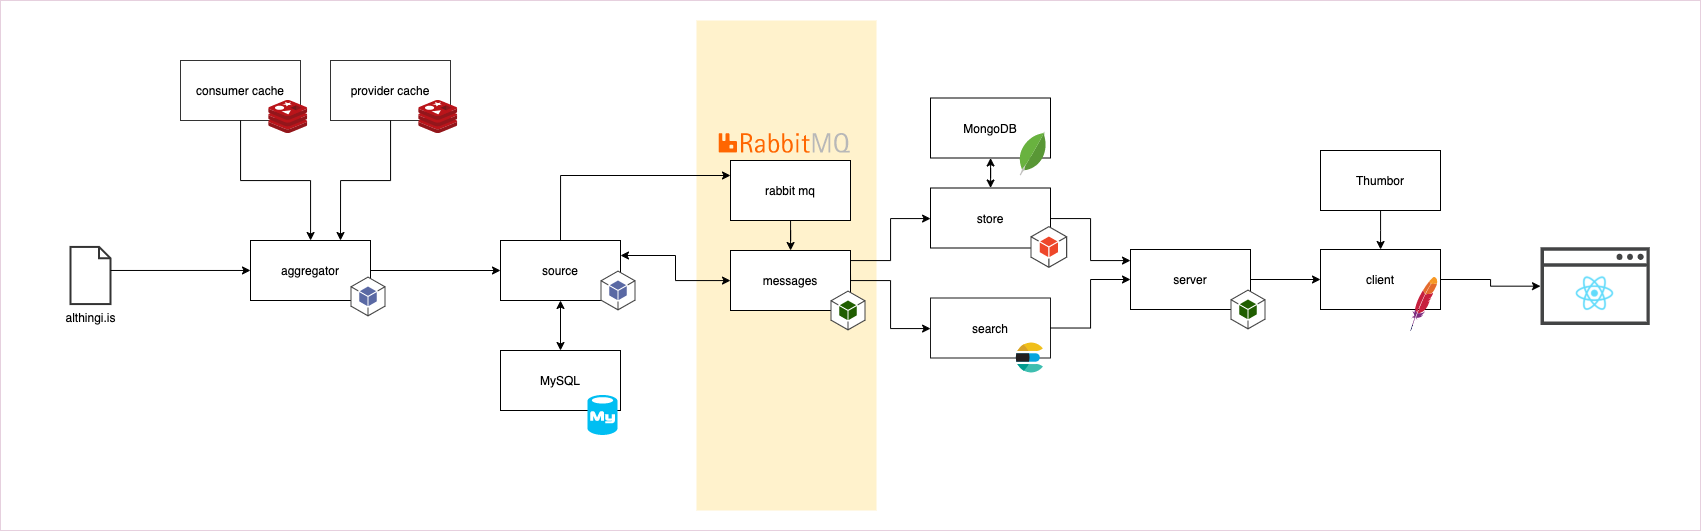 consumer cache
provider cache
RabbitMQ
MongoDB
rabbit mq
Thumbor
store
aggregator
source
messages
server
client
althingi.is
search
MySQL
My